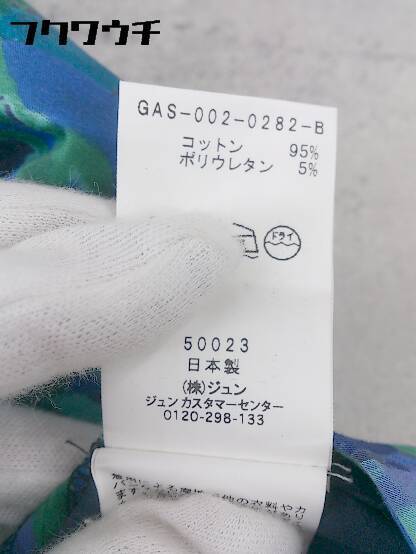 フクワウチ
GAS-002-0282-B
コットン 95%
ポリウレタン 5%
ドライ
50023
日本製
(株)ジュン
ジュンカスタマーセンター
0120-298-133